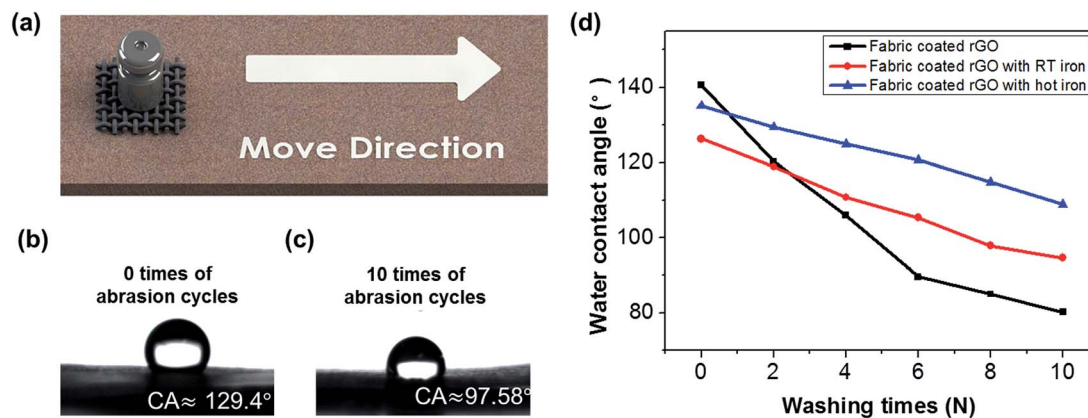 (a)
Move Direction
(b)
0 times of
abrasion cycles
CA≈ 129.4°
(c)
10 times of
abrasion cycles
CA≈97.58°
(d)
Water contact angle (°)
140
120
100
80
Fabric coated rGO
Fabric coated rGO with RT iron
Fabric coated rGO with hot iron
0 2 4 6 8 10
Washing times (N)